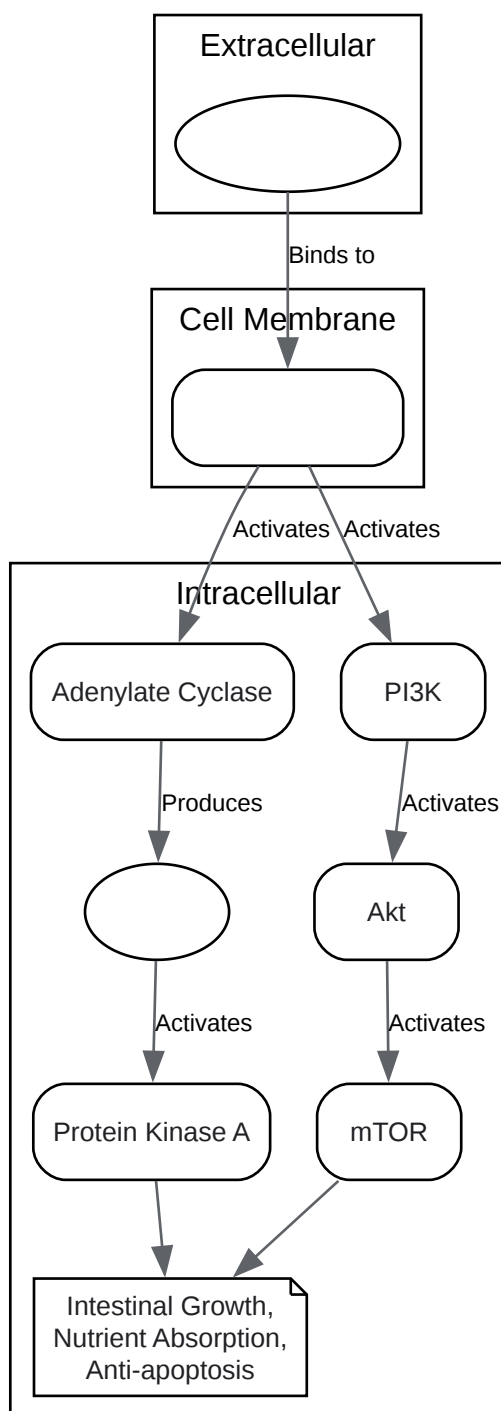 Extracellular
Binds to
Cell Membrane
Activates
Activates
Intracellular
Adenylate Cyclase
PI3K
Produces
Activates
Akt
Activates
Activates
Protein Kinase A
mTOR
Intestinal Growth,
Nutrient Absorption,
Anti-apoptosis